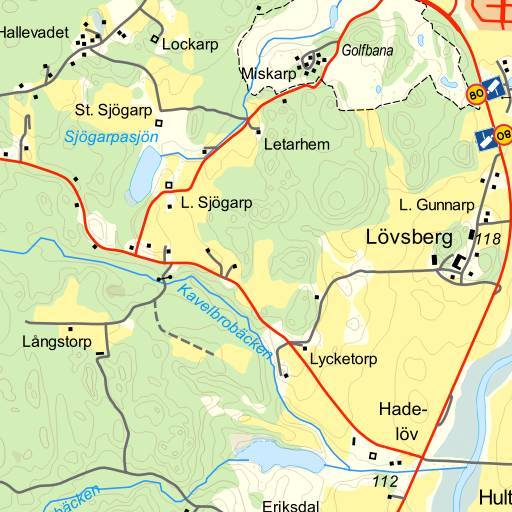 Hallevadet
Lockarp
Golfbana
Miskarp
80
St. Sjögarp
Sjögarpasjön
Letarhem
80
L. Sjögarp
L. Gunnarp
Lövsberg
118
Kavelbrobäcken
Långstorp
Lycketorp
Hade-
löv
112
Hult
bäcken
Eriksdal